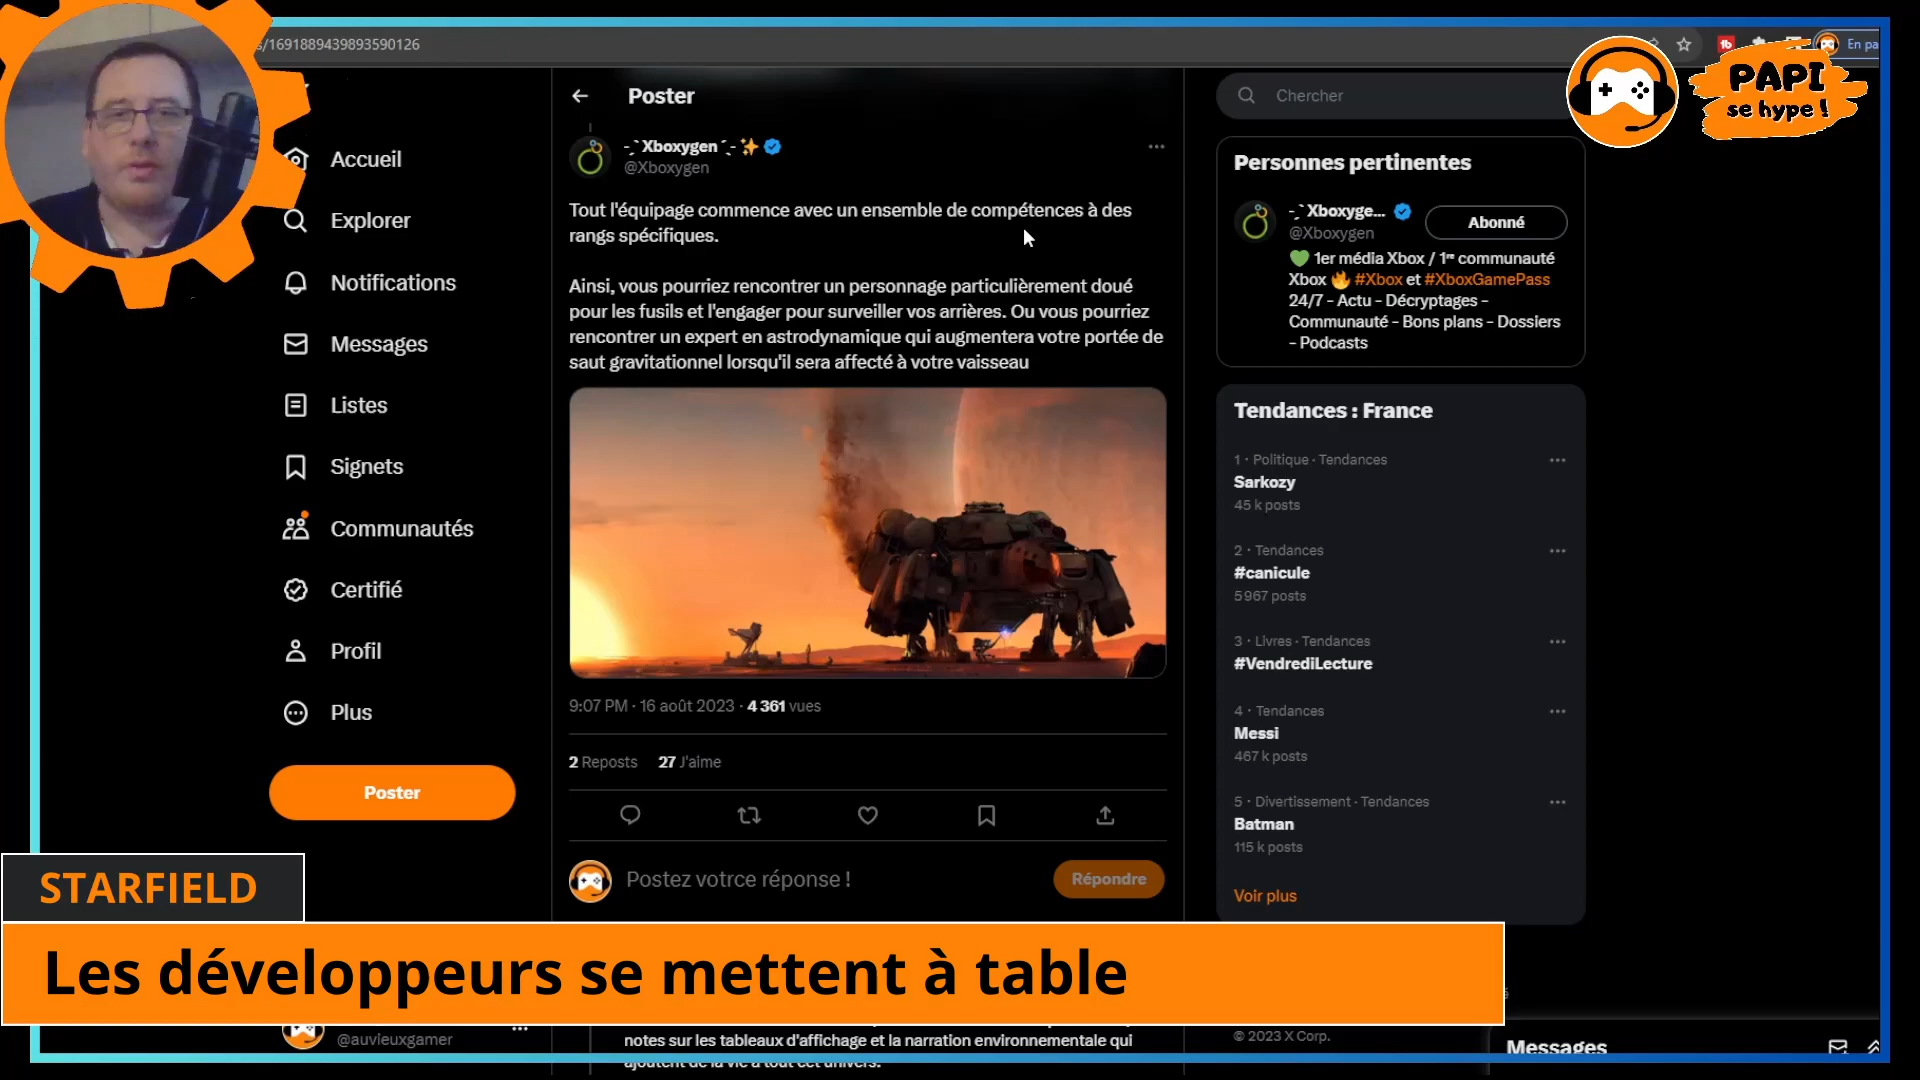 /1691889439893590126
En pa
PAPI
se hype !
Accueil
Explorer
Notifications
Messages
Listes
Signets
Communautés
Certifié
Profil
Plus
Poster
@auvieuxgamer
Poster
Xboxygen
@Xboxygen
Tout l'équipage commence avec un ensemble de compétences à des
rangs spécifiques.
Ainsi, vous pourriez rencontrer un personnage particulièrement doué
pour les fusils et l'engager pour surveiller vos arrières. Ou vous pourriez
rencontrer un expert en astrodynamique qui augmentera votre portée de
saut gravitationnel lorsqu'il sera affecté à votre vaisseau
9:07 PM · 16 août 2023 · 4 361 vues
2 Reposts 27 J'aime
Postez votrce réponse !
Répondre
notes sur les tableaux d'affichage et la narration environnementale qui
ajoutent de la vie à tout cet univers.
Chercher
Personnes pertinentes
Xboxyge...
@Xboxygen
Abonné
1er média Xbox / 1re communauté
Xbox #Xbox et #XboxGamePass
24/7 - Actu - Décryptages -
Communauté - Bons plans - Dossiers
- Podcasts
Tendances : France
1 · Politique · Tendances
Sarkozy
45 k posts
2 · Tendances
#canicule
5 967 posts
3 · Livres · Tendances
#VendrediLecture
4 · Tendances
Messi
467 k posts
5 · Divertissement · Tendances
Batman
115 k posts
Voir plus
© 2023 X Corp.
Messages
STARFIELD
Les développeurs se mettent à table